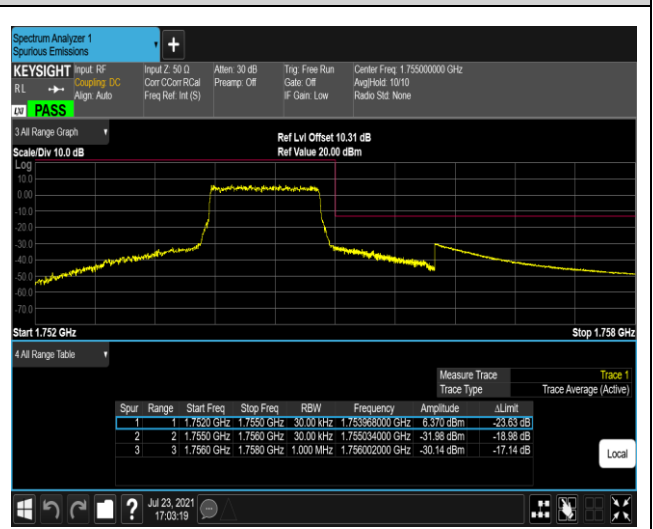 Spectrum Analyzer 1
Spurious Emissions
+
KEYSIGHT Input: RF Input Z: 50 Ω Atten: 30 dB Trig: Free Run Center Freq: 1.755000000 GHz
RL Coupling: DC Corr CCorr RCal Preamp: Off Gate: Off Avg|Hold: 10/10
Align: Auto Freq Ref: Int (S) IF Gain: Low Radio Std: None
LXI PASS
3 All Range Graph
Ref Lvl Offset 10.31 dB
Scale/Div 10.0 dB Ref Value 20.00 dBm
Log
10.0
0.00
-10.0
-20.0
-30.0
-40.0
-50.0
-60.0
-70.0
Start 1.752 GHz Stop 1.758 GHz
4 All Range Table
Measure Trace Trace 1
Trace Type Trace Average (Active)
Spur Range Start Freq Stop Freq RBW Frequency Amplitude ΔLimit
1 1 1.7520 GHz 1.7550 GHz 30.00 kHz 1.753968000 GHz 6.370 dBm -23.63 dB
2 2 1.7550 GHz 1.7560 GHz 30.00 kHz 1.755034000 GHz -31.98 dBm -18.98 dB
3 3 1.7560 GHz 1.7580 GHz 1.000 MHz 1.756002000 GHz -30.14 dBm -17.14 dB
Local
? Jul 23, 2021
17:03:19